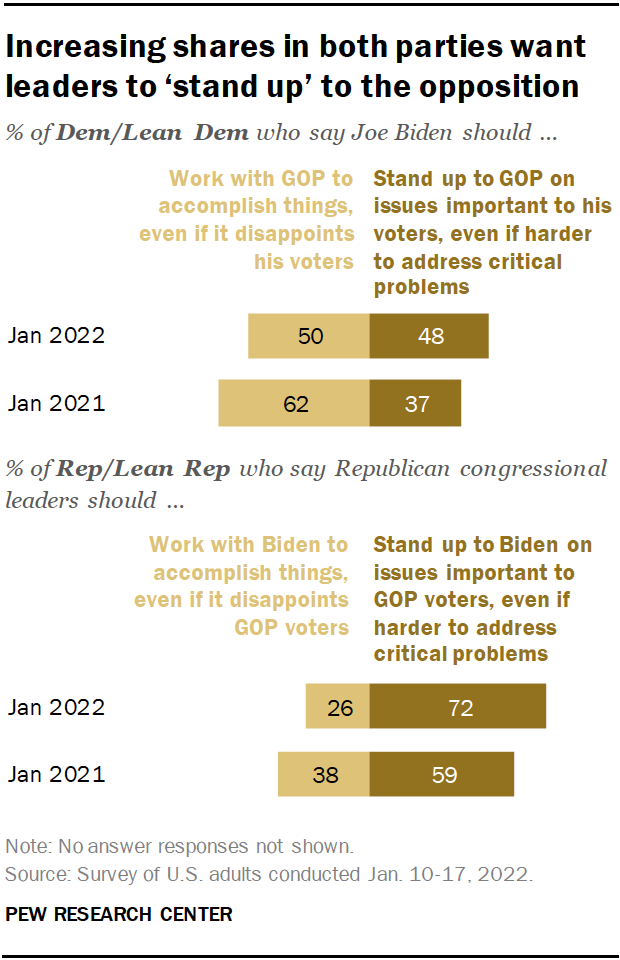 Increasing shares in both parties want
leaders to ‘stand up’ to the opposition
% of Dem/Lean Dem who say Joe Biden should ...
Work with GOP to
accomplish things,
even if it disappoints
his voters
Stand up to GOP on
issues important to his
voters, even if harder
to address critical
problems
Jan 2022
50
48
Jan 2021
62
37
% of Rep/Lean Rep who say Republican congressional
leaders should ...
Work with Biden to
accomplish things,
even if it disappoints
GOP voters
Stand up to Biden on
issues important to
GOP voters, even if
harder to address
critical problems
Jan 2022
26
72
Jan 2021
38
59
Note: No answer responses not shown.
Source: Survey of U.S. adults conducted Jan. 10-17, 2022.
PEW RESEARCH CENTER